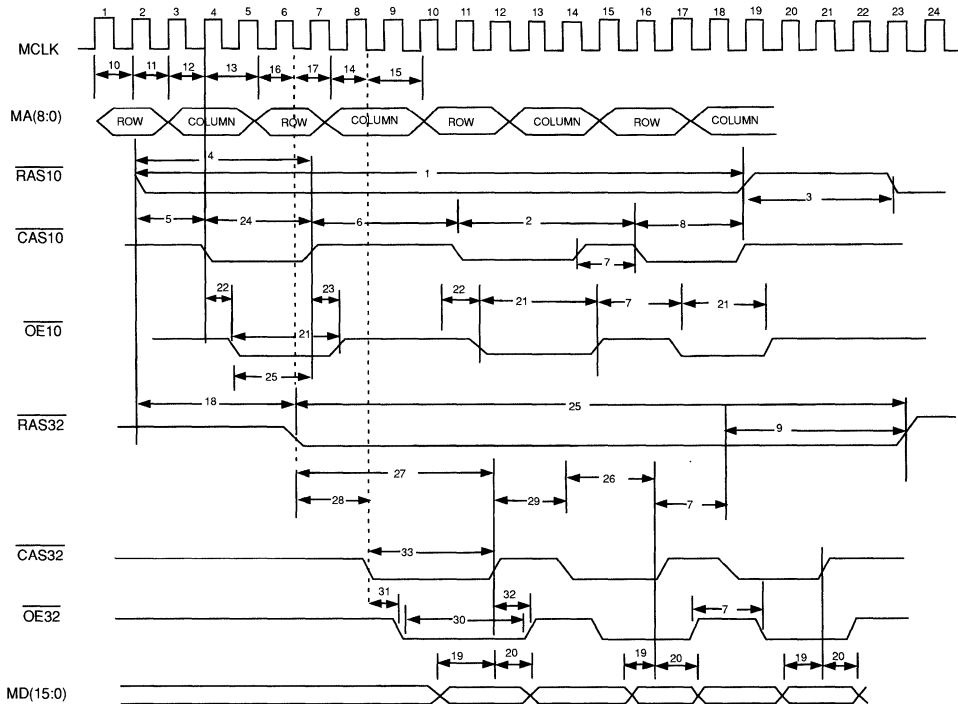 1 2 3 4 5 6 7 8 9 10 11 12 13 14 15 16 17 18 19 20 21 22 23 24
MCLK
10 11 12 13 16 17 14 15
MA(8:0) ROW COLUMN ROW COLUMN ROW COLUMN ROW COLUMN
4
RAS10 1
3
5 24 6 2 8
CAS10
7
22 23 22 21 7 21
OE10 21
25
18 25
RAS32
9
27 26
28 29 7
CAS32 33
31 32
OE32 30 7
19 20 19 20 19 20
MD(15:0)